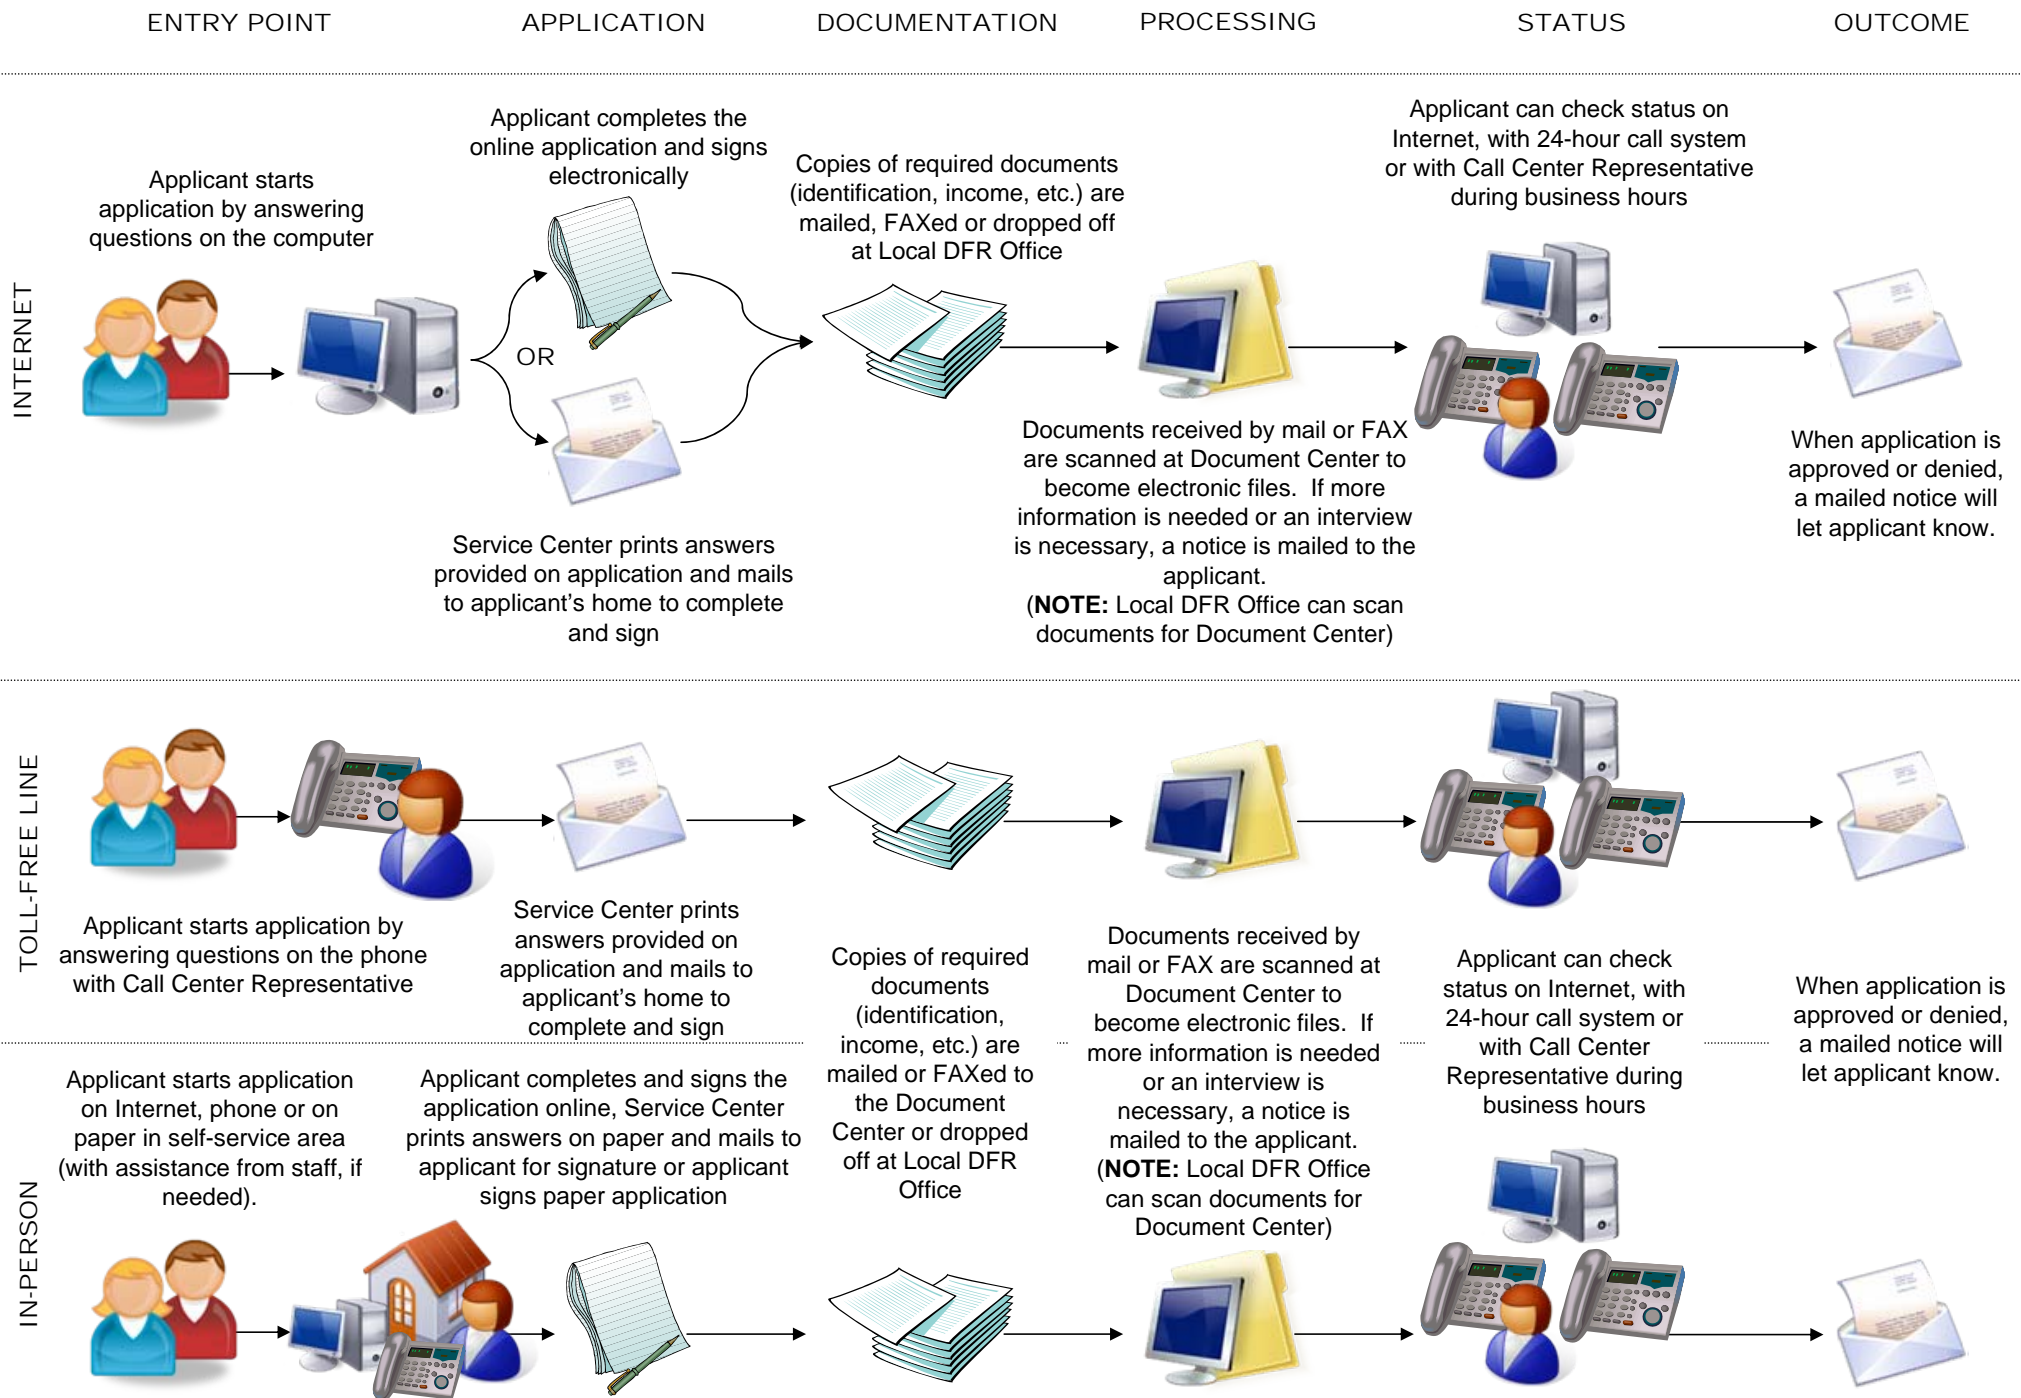 ENTRY POINT
APPLICATION
DOCUMENTATION
PROCESSING
STATUS
OUTCOME
INTERNET
Applicant starts
application by answering
questions on the computer
Applicant completes the
online application and signs
electronically
OR
Service Center prints answers
provided on application and mails
to applicant's home to complete
and sign
Copies of required documents
(identification, income, etc.) are
mailed, FAXed or dropped off
at Local DFR Office
Documents received by mail or FAX
are scanned at Document Center to
become electronic files.  If more
information is needed or an interview
is necessary, a notice is mailed to the
applicant.
(NOTE: Local DFR Office can scan
documents for Document Center)
Applicant can check status on
Internet, with 24-hour call system
or with Call Center Representative
during business hours
When application is
approved or denied,
a mailed notice will
let applicant know.
TOLL-FREE LINE
Applicant starts application by
answering questions on the phone
with Call Center Representative
Service Center prints
answers provided on
application and mails to
applicant's home to
complete and sign
Copies of required
documents
(identification,
income, etc.) are
mailed or FAXed to
the Document
Center or dropped
off at Local DFR
Office
Documents received by
mail or FAX are scanned at
Document Center to
become electronic files.  If
more information is needed
or an interview is
necessary, a notice is
mailed to the applicant.
(NOTE: Local DFR Office
can scan documents for
Document Center)
Applicant can check
status on Internet, with
24-hour call system or
with Call Center
Representative during
business hours
When application is
approved or denied,
a mailed notice will
let applicant know.
IN-PERSON
Applicant starts application
on Internet, phone or on
paper in self-service area
(with assistance from staff, if
needed).
Applicant completes and signs the
application online, Service Center
prints answers on paper and mails to
applicant for signature or applicant
signs paper application